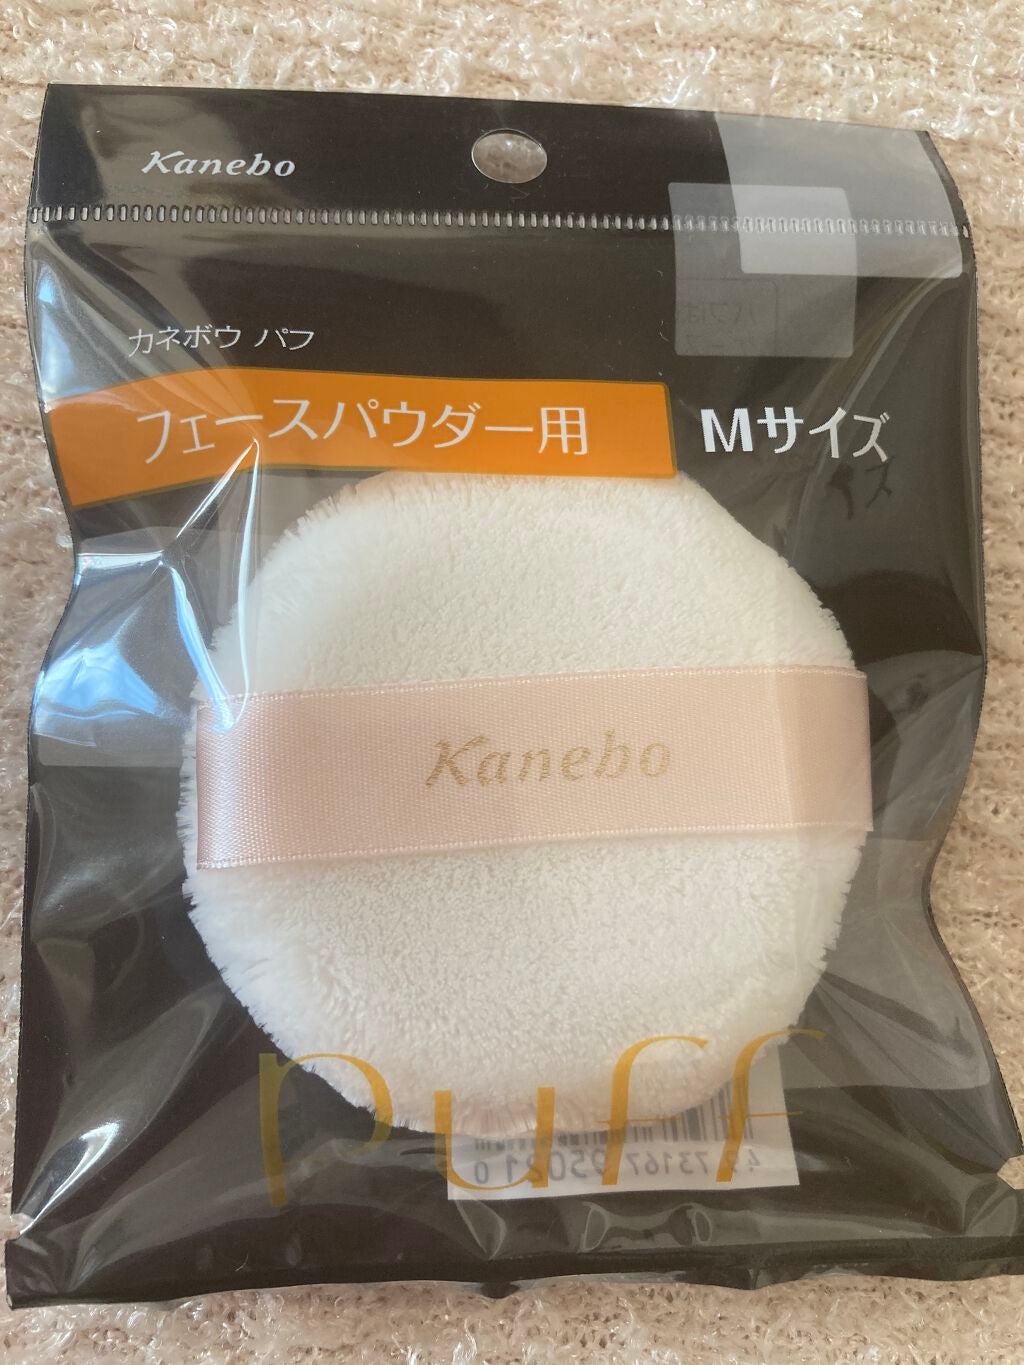 Kanebo
カネボウ パフ
フェースパウダー用
Mサイズ
Kanebo
puff